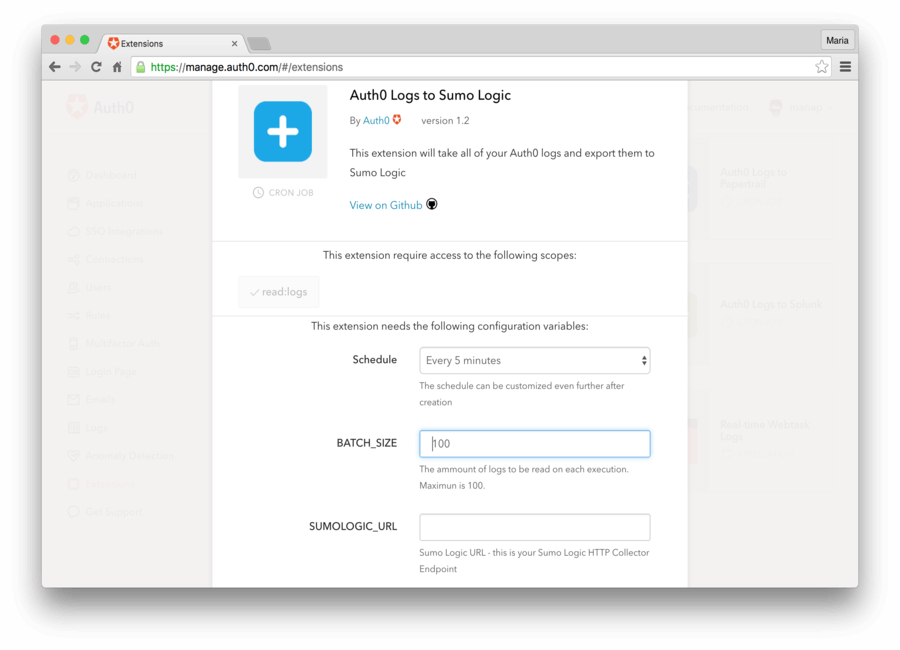 Extensions
Maria
https://manage.auth0.com/#/extensions
Auth0
Auth0 Logs to Sumo Logic
By Auth0 version 1.2
This extension will take all of your Auth0 logs and export them to
Sumo Logic
CRON JOB
View on Github
This extension require access to the following scopes:
read:logs
This extension needs the following configuration variables:
Schedule Every 5 minutes
The schedule can be customized even further after
creation
BATCH_SIZE 100
The ammount of logs to be read on each execution.
Maximun is 100.
SUMOLOGIC_URL
Sumo Logic URL - this is your Sumo Logic HTTP Collector
Endpoint
Dashboard
Applications
SSO Integrations
Connections
Users
Rules
Multifactor Auth
Login Page
Emails
Logs
Anomaly Detection
Extensions
Get Support
Auth0 Logs to
Papertrail
Auth0 Logs to Splunk
Real-time Webtask
Logs